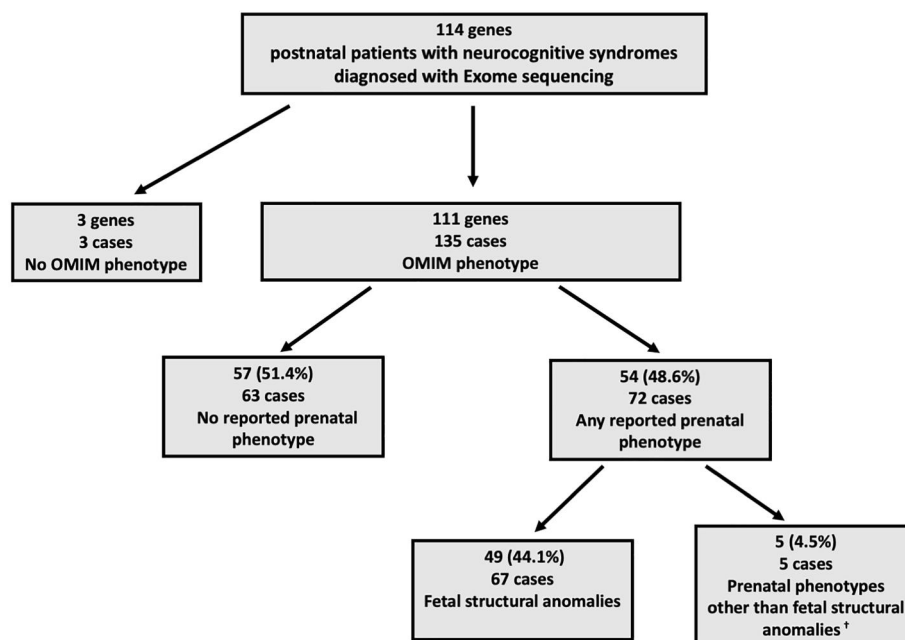 114 genes
postnatal patients with neurocognitive syndromes
diagnosed with Exome sequencing
3 genes
3 cases
No OMIM phenotype
111 genes
135 cases
OMIM phenotype
57 (51.4%)
63 cases
No reported prenatal
phenotype
54 (48.6%)
72 cases
Any reported prenatal
phenotype
49 (44.1%)
67 cases
Fetal structural anomalies
5 (4.5%)
5 cases
Prenatal phenotypes
other than fetal structural
anomalies †